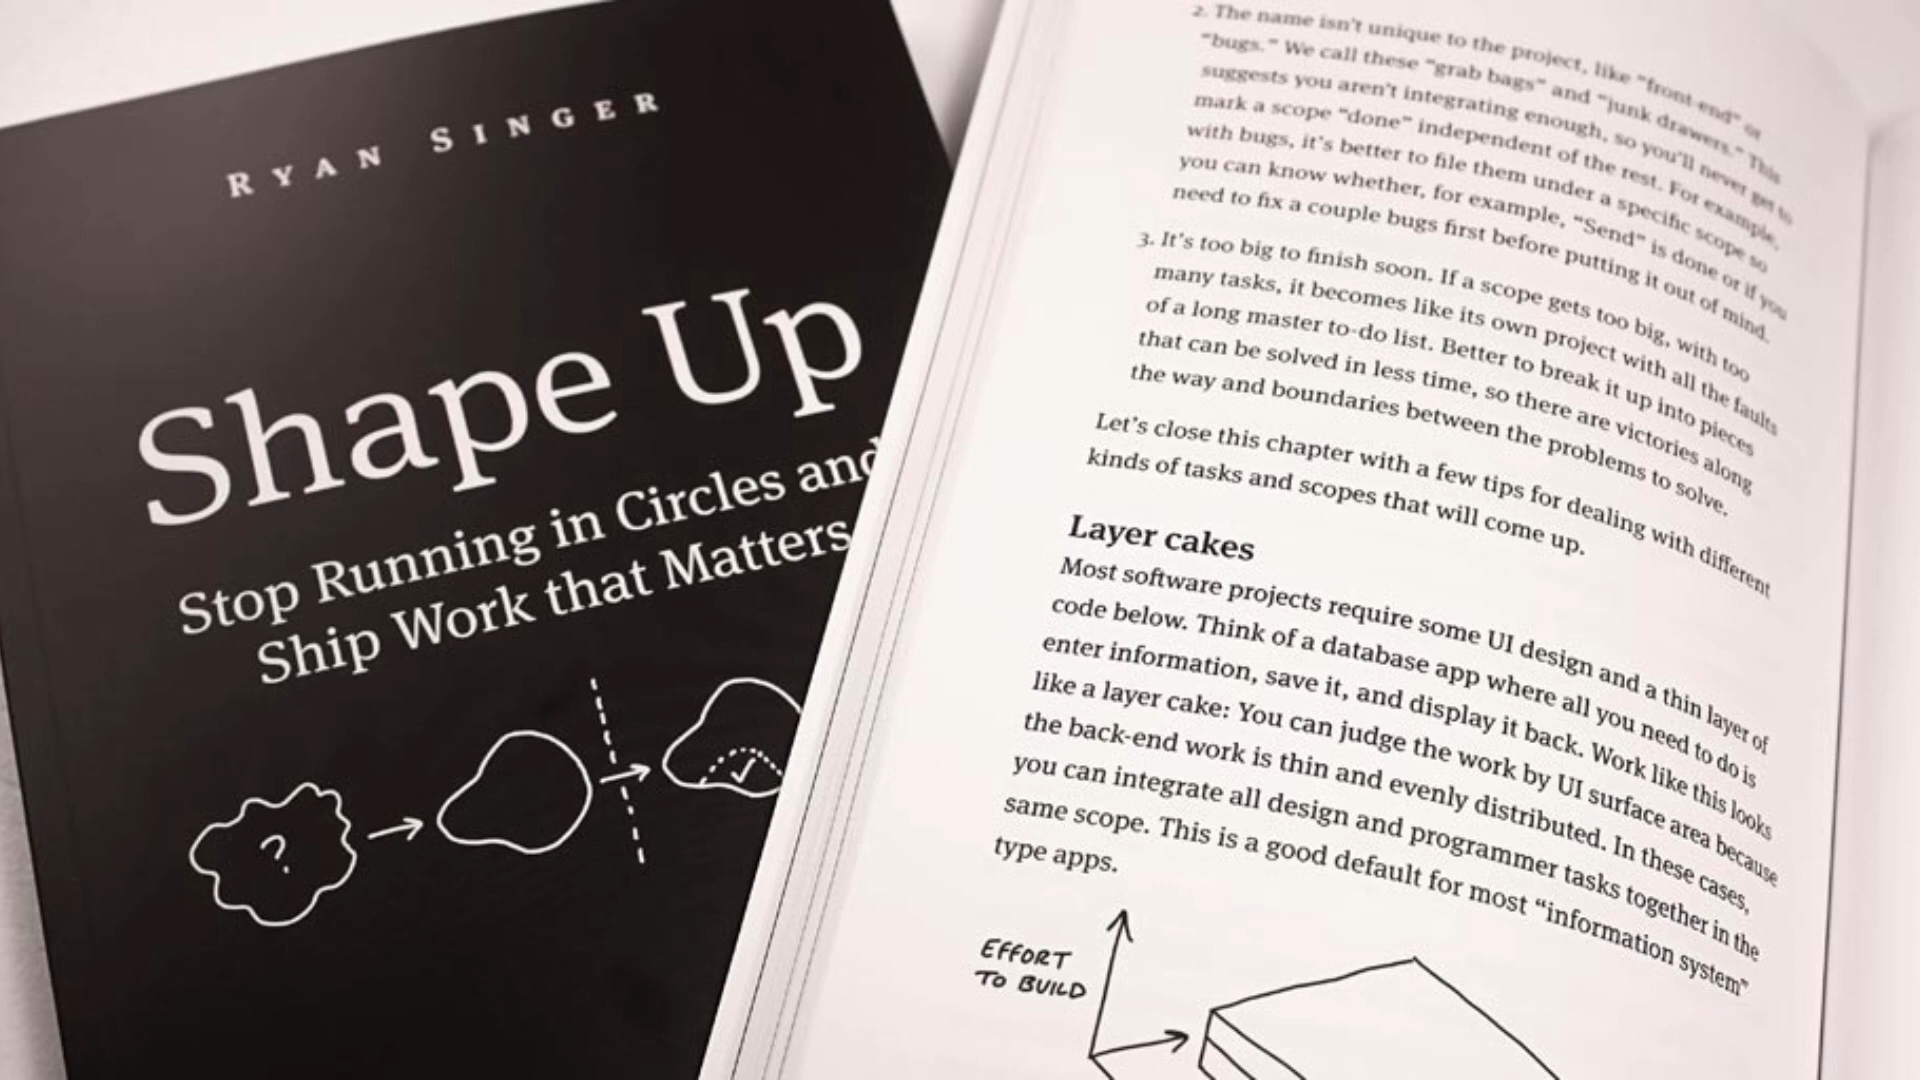 RYAN SINGER
Shape Up
Stop Running in Circles and
Ship Work that Matters
?
2. The name isn't unique to the project, like "front-end" or
"bugs." We call these "grab bags" and "junk drawers." This
suggests you aren't integrating enough, so you'll never get to
mark a scope "done" independent of the rest. For example,
with bugs, it's better to file them under a specific scope so
you can know whether, for example, "Send" is done or if you
need to fix a couple bugs first before putting it out of mind.
3. It's too big to finish soon. If a scope gets too big, with too
many tasks, it becomes like its own project with all the faults
of a long master to-do list. Better to break it up into pieces
that can be solved in less time, so there are victories along
the way and boundaries between the problems to solve.
Let's close this chapter with a few tips for dealing with different
kinds of tasks and scopes that will come up.
Layer cakes
Most software projects require some UI design and a thin layer of
code below. Think of a database app where all you need to do is
enter information, save it, and display it back. Work like this looks
like a layer cake: You can judge the work by UI surface area because
the back-end work is thin and evenly distributed. In these cases,
you can integrate all design and programmer tasks together in the
same scope. This is a good default for most "information system"
type apps.
EFFORT
TO BUILD